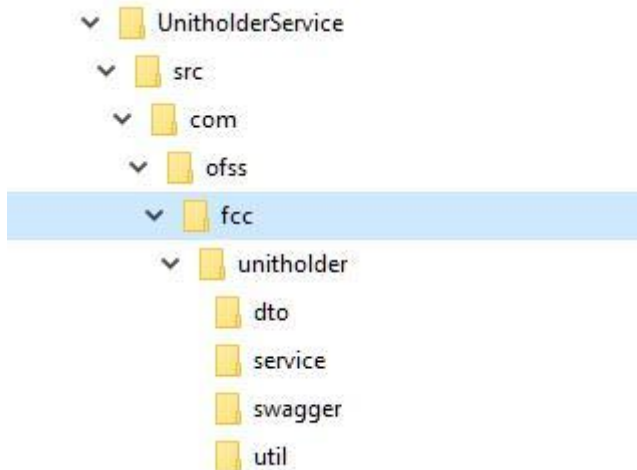 UnitholderService
src
com
ofss
fcc
unitholder
dto
service
swagger
util